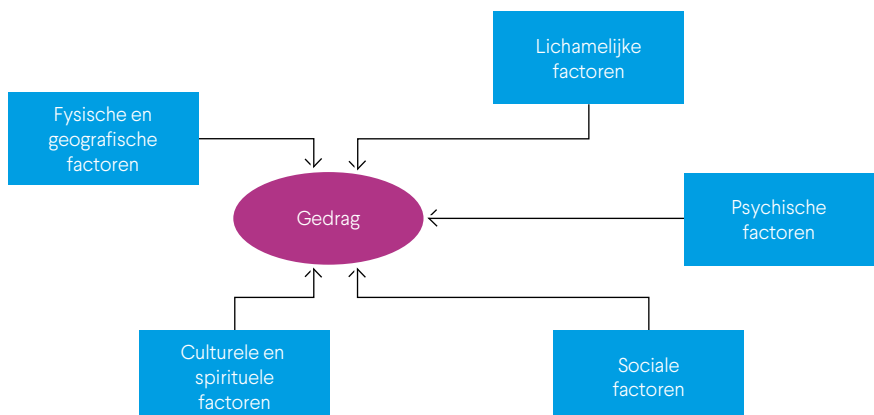 Lichamelijke
factoren
Fysische en
geografische
factoren
Gedrag
Psychische
factoren
Culturele en
spirituele
factoren
Sociale
factoren